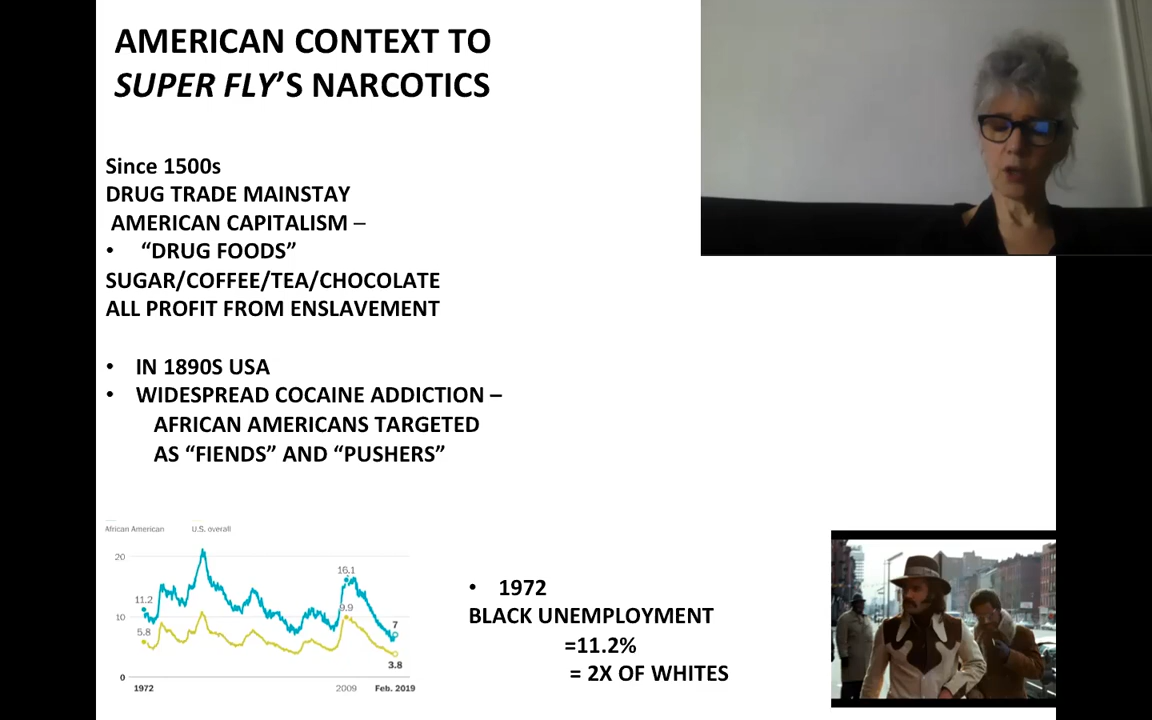 AMERICAN CONTEXT TO
SUPER FLY’S NARCOTICS
Since 1500s
DRUG TRADE MAINSTAY
AMERICAN CAPITALISM –
• “DRUG FOODS”
SUGAR/COFFEE/TEA/CHOCOLATE
ALL PROFIT FROM ENSLAVEMENT
• IN 1890S USA
• WIDESPREAD COCAINE ADDICTION –
AFRICAN AMERICANS TARGETED
AS “FIENDS” AND “PUSHERS”
African American U.S. overall
20
16.1
11.2
9.9
10
5.8
7
3.8
0
1972 2009 Feb. 2019
• 1972
BLACK UNEMPLOYMENT
=11.2%
= 2X OF WHITES